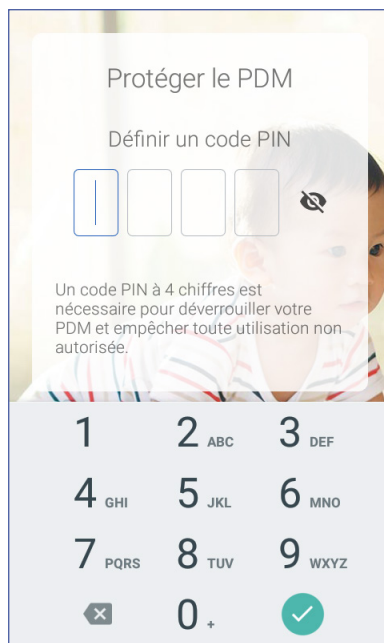 Protéger le PDM
Définir un code PIN
Un code PIN à 4 chiffres est
nécessaire pour déverrouiller votre
PDM et empêcher toute utilisation non
autorisée.
1 2 ABC 3 DEF
4 GHI 5 JKL 6 MNO
7 PQRS 8 TUV 9 WXYZ
0 +